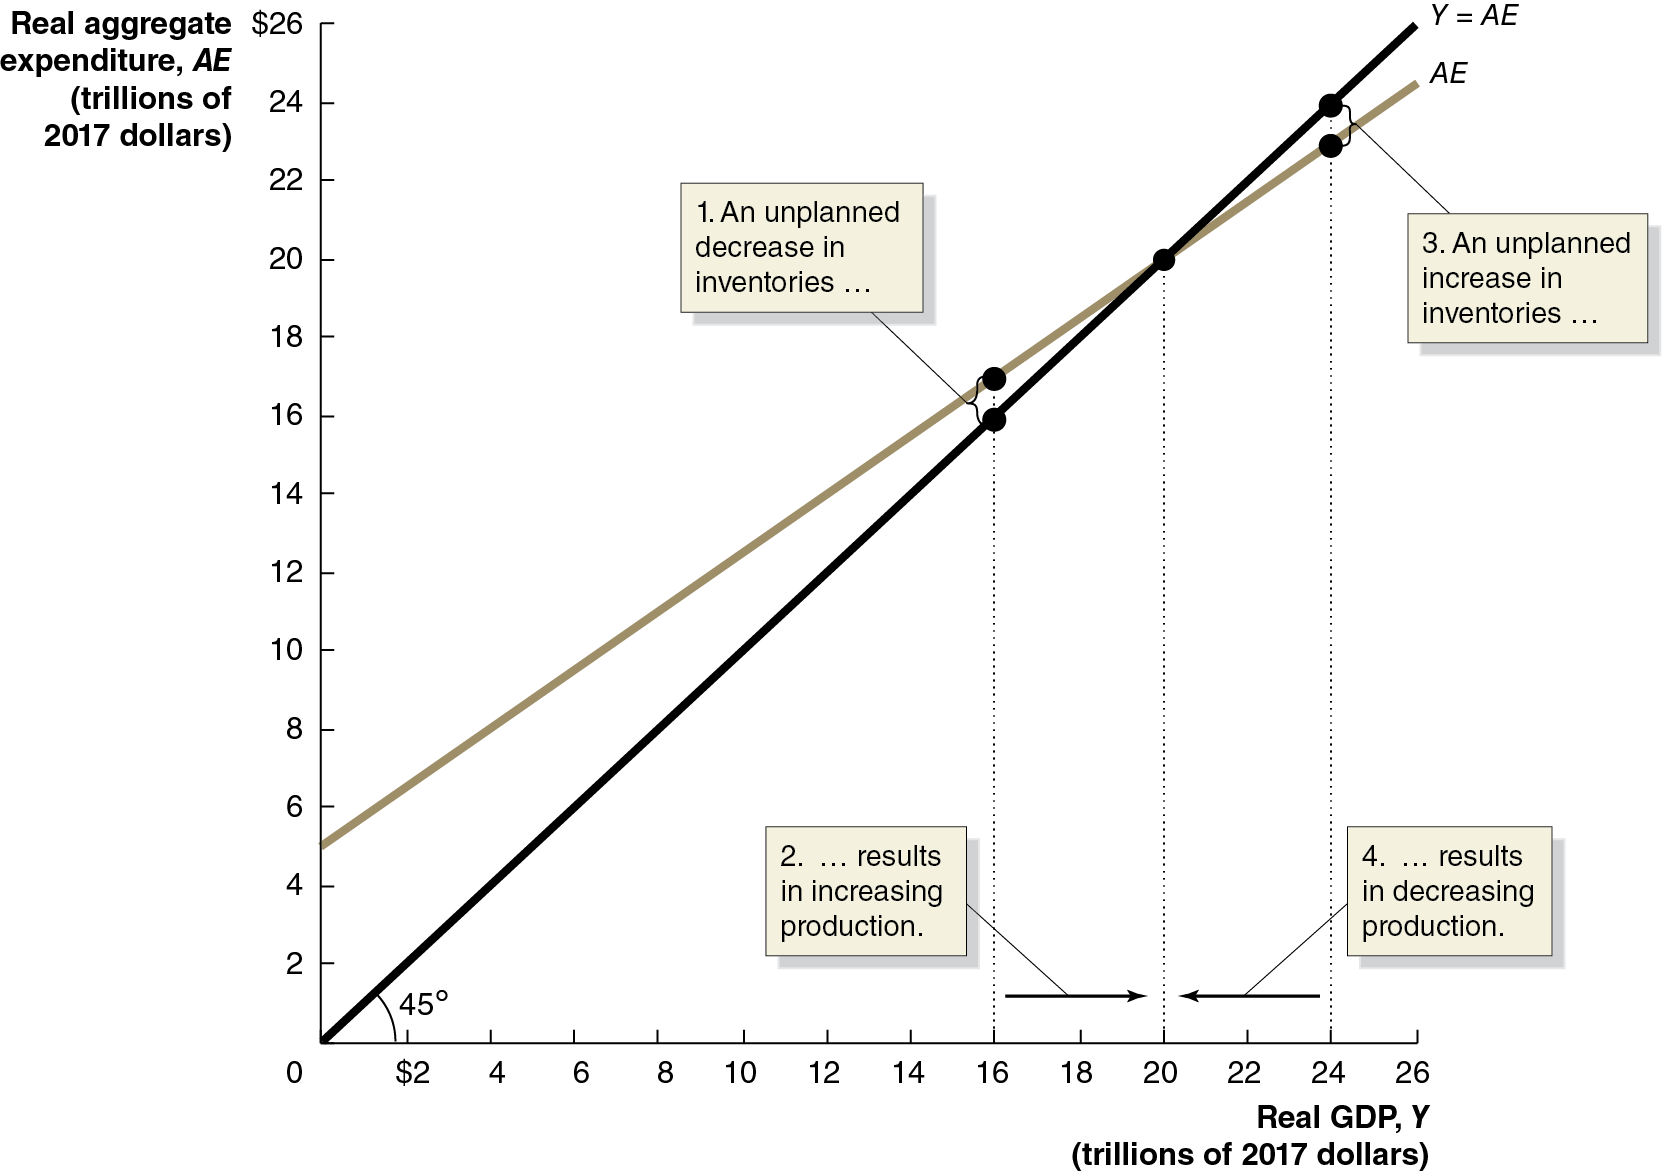 Real aggregate
expenditure, AE
(trillions of
2017 dollars)
$26
24
22
20
18
16
14
12
10
8
6
4
2
0
Y = AE
AE
1. An unplanned
decrease in
inventories …
3. An unplanned
increase in
inventories …
2. … results
in increasing
production.
4. … results
in decreasing
production.
45°
$2 4 6 8 10 12 14 16 18 20 22 24 26
Real GDP, Y
(trillions of 2017 dollars)